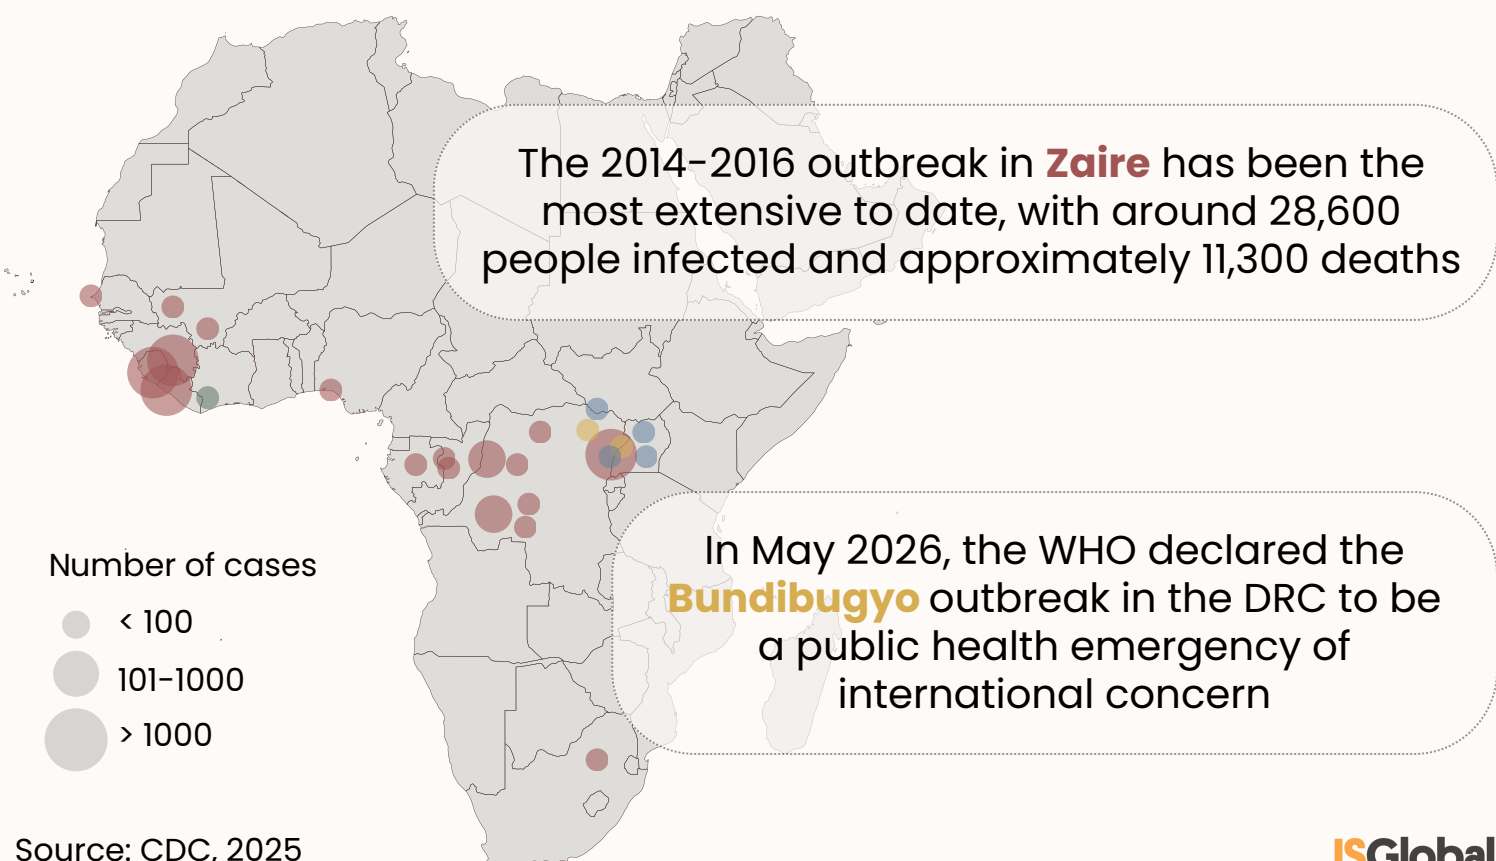 The 2014-2016 outbreak in Zaire has been the
most extensive to date, with around 28,600
people infected and approximately 11,300 deaths
In May 2026, the WHO declared the
Bundibugyo outbreak in the DRC to be
a public health emergency of
international concern
Number of cases
< 100
101-1000
> 1000
Source: CDC, 2025
ISGlobal